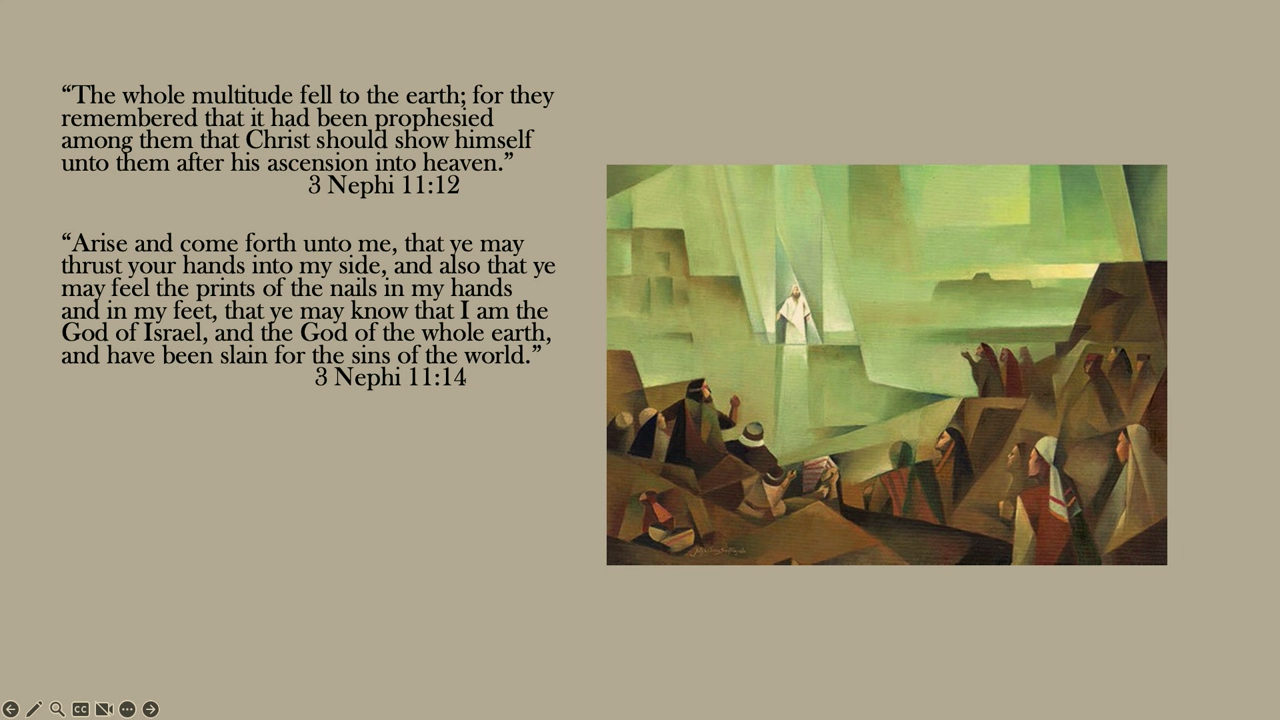 “The whole multitude fell to the earth; for they
remembered that it had been prophesied
among them that Christ should show himself
unto them after his ascension into heaven.”
3 Nephi 11:12
“Arise and come forth unto me, that ye may
thrust your hands into my side, and also that ye
may feel the prints of the nails in my hands
and in my feet, that ye may know that I am the
God of Israel, and the God of the whole earth,
and have been slain for the sins of the world.”
3 Nephi 11:14
CC